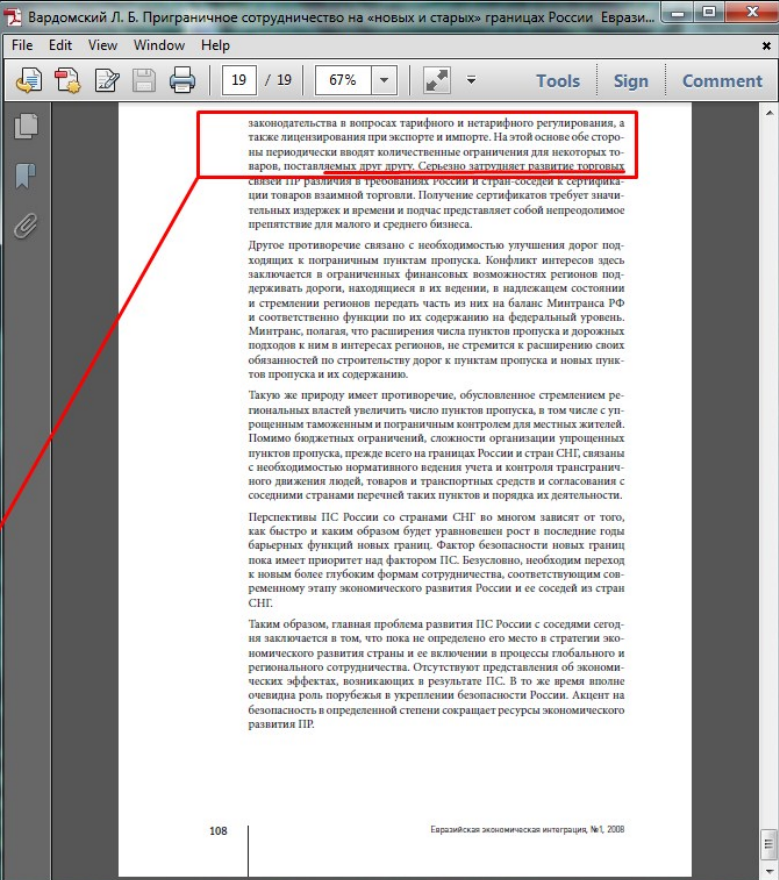 Вардомский Л. Б. Приграничное сотрудничество на «новых и старых» границах России Еврази...
File Edit View Window Help
19 / 19 67% Tools Sign Comment
законодательства в вопросах тарифного и нетарифного регулирования, а
также лицензирования при экспорте и импорте. На этой основе обе сторо-
ны периодически вводят количественные ограничения для некоторых то-
варов, поставляемых друг другу. Серьезно затрудняет развитие торговых
связей ПР различия в требованиях России и стран-соседей к сертифика-
ции товаров взаимной торговли. Получение сертификатов требует значи-
тельных издержек и времени и подчас представляет собой непреодолимое
препятствие для малого и среднего бизнеса.
Другое противоречие связано с необходимостью улучшения дорог под-
ходящих к пограничным пунктам пропуска. Конфликт интересов здесь
заключается в ограниченных финансовых возможностях регионов под-
держивать дороги, находящиеся в их ведении, в надлежащем состоянии
и стремлении регионов передать часть из них на баланс Минтранса РФ
и соответственно функции по их содержанию на федеральный уровень.
Минтранс, полагая, что расширения числа пунктов пропуска и дорожных
подходов к ним в интересах регионов, не стремится к расширению своих
обязанностей по строительству дорог к пунктам пропуска и новых пунк-
тов пропуска и их содержанию.
Такую же природу имеет противоречие, обусловленное стремлением ре-
гиональных властей увеличить число пунктов пропуска, в том числе с уп-
рощенным таможенным и пограничным контролем для местных жителей.
Помимо бюджетных ограничений, сложности организации упрощенных
пунктов пропуска, прежде всего на границах России и стран СНГ, связаны
с необходимостью нормативного ведения учета и контроля трансгранич-
ного движения людей, товаров и транспортных средств и согласования с
соседними странами перечней таких пунктов и порядка их деятельности.
Перспективы ПС России со странами СНГ во многом зависят от того,
как быстро и каким образом будет уравновешен рост в последние годы
барьерных функций новых границ. Фактор безопасности новых границ
пока имеет приоритет над фактором ПС. Безусловно, необходим переход
к новым более глубоким формам сотрудничества, соответствующим сов-
ременному этапу экономического развития России и ее соседей из стран
СНГ.
Таким образом, главная проблема развития ПС России с соседями сегод-
ня заключается в том, что пока не определено его место в стратегии эко-
номического развития страны и ее включении в процессы глобального и
регионального сотрудничества. Отсутствуют представления об экономи-
ческих эффектах, возникающих в результате ПС. В то же время вполне
очевидна роль порубежья в укреплении безопасности России. Акцент на
безопасность в определенной степени сокращает ресурсы экономического
развития ПР.
108 Евразийская экономическая интеграция, №1, 2008